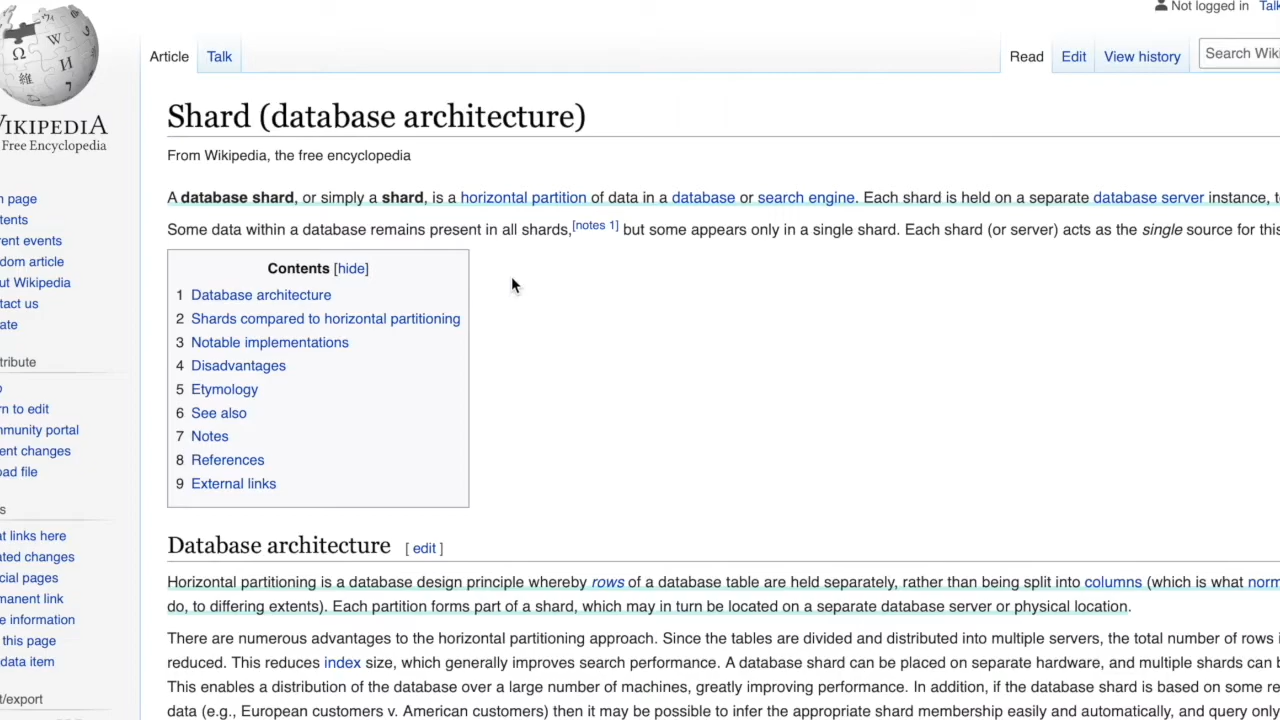 Not logged in Talk
Article Talk Read Edit View history Search Wiki
WIKIPEDIA
Free Encyclopedia
Shard (database architecture)
From Wikipedia, the free encyclopedia
A database shard, or simply a shard, is a horizontal partition of data in a database or search engine. Each shard is held on a separate database server instance, t
Some data within a database remains present in all shards,[notes 1] but some appears only in a single shard. Each shard (or server) acts as the single source for this
Contents [hide]
1 Database architecture
2 Shards compared to horizontal partitioning
3 Notable implementations
4 Disadvantages
5 Etymology
6 See also
7 Notes
8 References
9 External links
n page
tents
rent events
dom article
ut Wikipedia
tact us
ate
tribute
rn to edit
mmunity portal
ent changes
oad file
s
at links here
ated changes
cial pages
manent link
e information
this page
data item
t/export
Database architecture [ edit ]
Horizontal partitioning is a database design principle whereby rows of a database table are held separately, rather than being split into columns (which is what norm
do, to differing extents). Each partition forms part of a shard, which may in turn be located on a separate database server or physical location.
There are numerous advantages to the horizontal partitioning approach. Since the tables are divided and distributed into multiple servers, the total number of rows i
reduced. This reduces index size, which generally improves search performance. A database shard can be placed on separate hardware, and multiple shards can b
This enables a distribution of the database over a large number of machines, greatly improving performance. In addition, if the database shard is based on some re
data (e.g., European customers v. American customers) then it may be possible to infer the appropriate shard membership easily and automatically, and query only